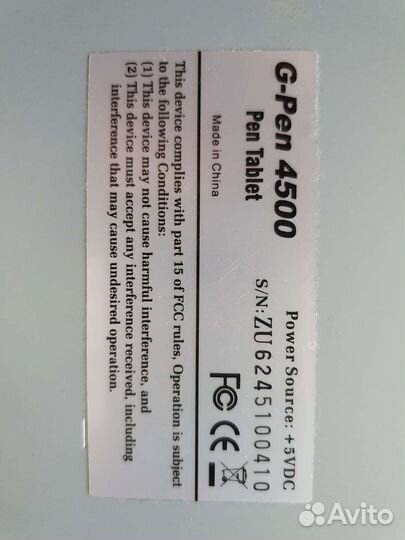 G-Pen 4500
Pen Tablet
Made in China
Power Source: +5VDC
S/N:ZU6245100410
FC CE
This device complies with part 15 of FCC rules, Operation is subject
to the following Conditions:
(1) This device may not cause harmful interference, and
(2) This device must accept any interference received, including
interference that may cause undesired operation.
Avito